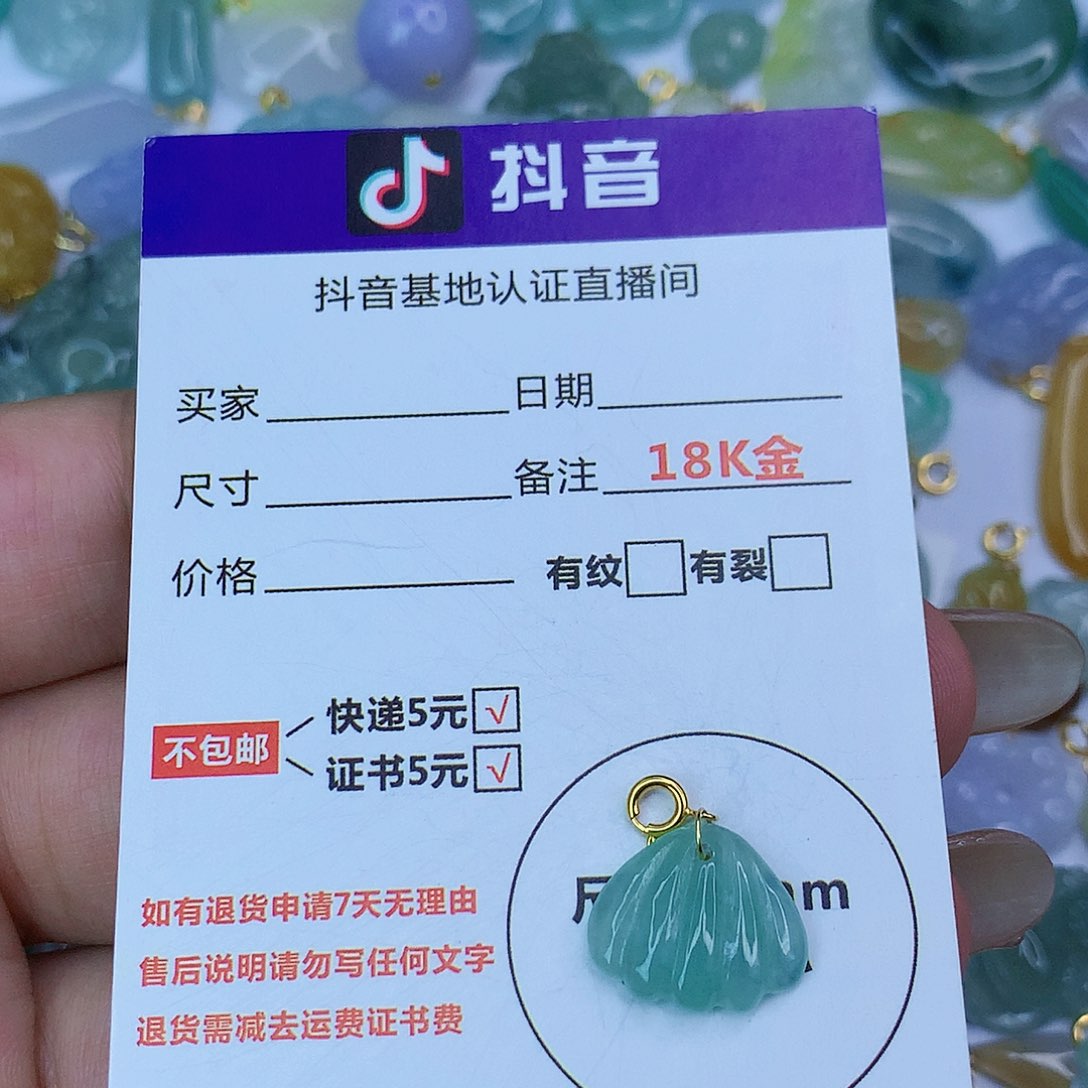 抖音
抖音基地认证直播间
买家 日期
尺寸 备注 18K金
价格 有纹 有裂
不包邮
快递5元 √
证书5元 √
如有退货申请7天无理由
售后说明请勿写任何文字
退货需减去运费证书费
mm